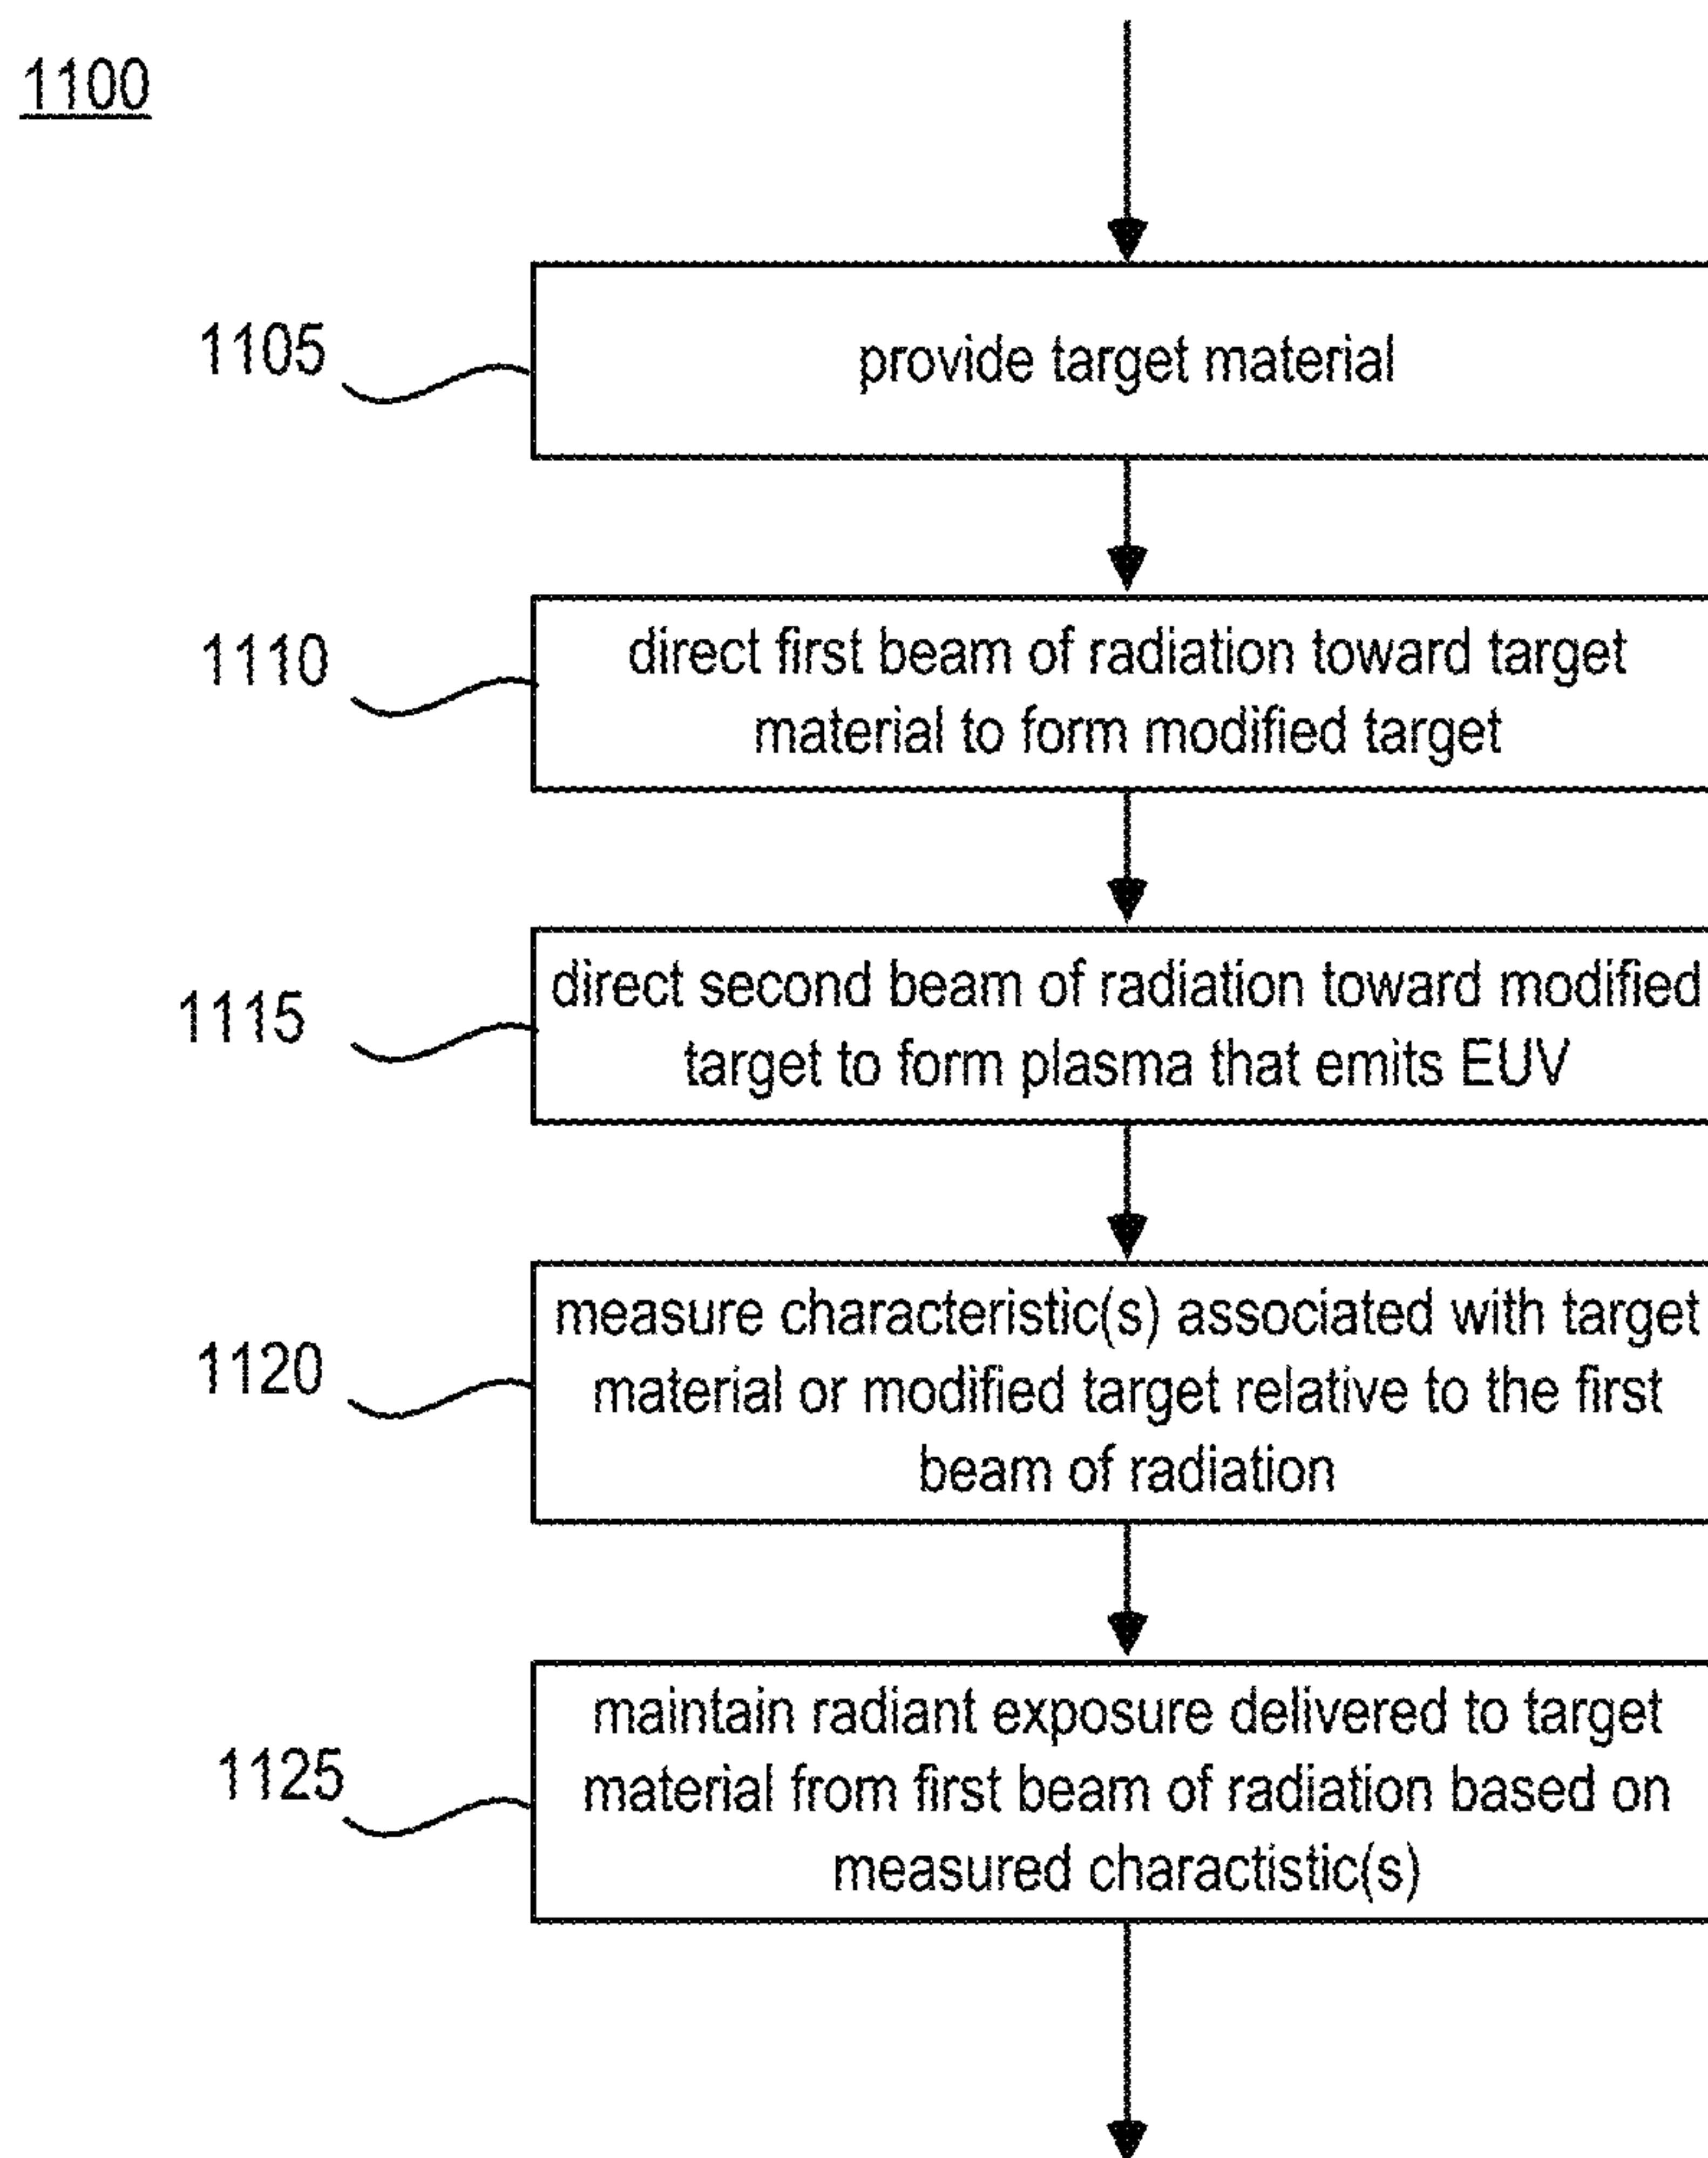 1100
1105
provide target material
1110
direct first beam of radiation toward target
material to form modified target
1115
direct second beam of radiation toward modified
target to form plasma that emits EUV
1120
measure characteristic(s) associated with target
material or modified target relative to the first
beam of radiation
1125
maintain radiant exposure delivered to target
material from first beam of radiation based on
measured charactistic(s)